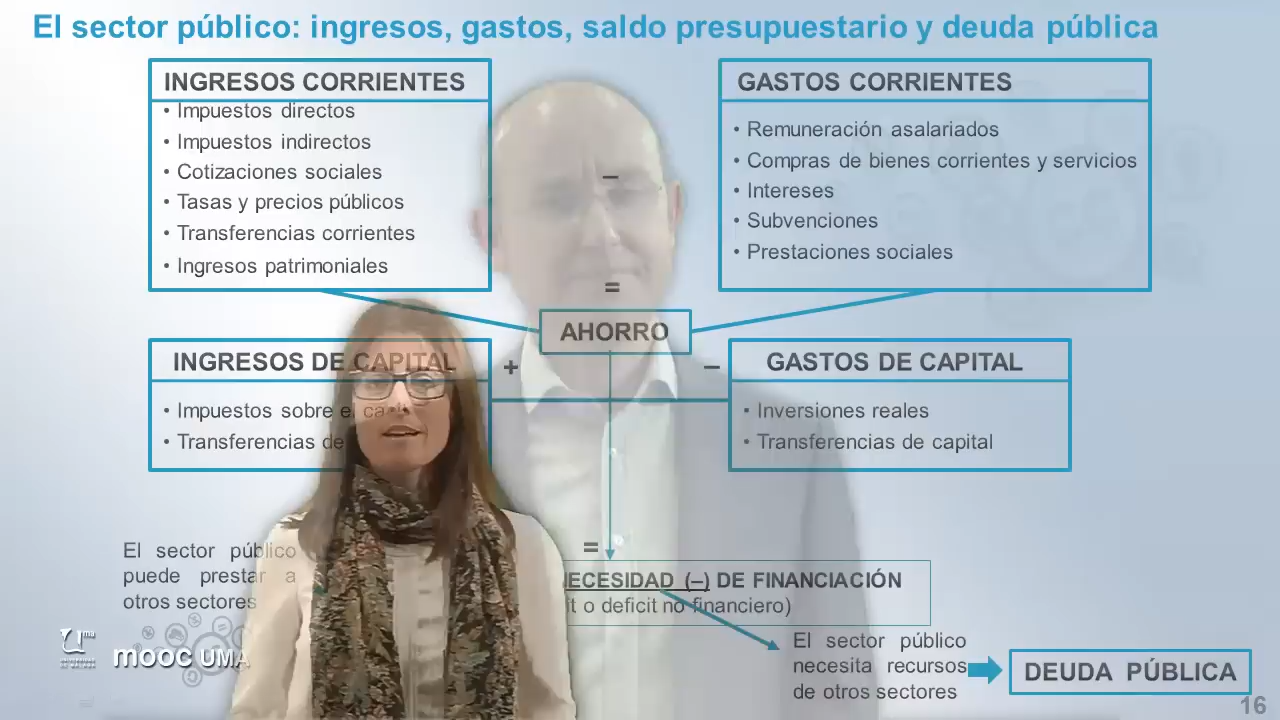 El sector público: ingresos, gastos, saldo presupuestario y deuda pública
INGRESOS CORRIENTES
• Impuestos directos
• Impuestos indirectos
• Cotizaciones sociales
• Tasas y precios públicos
• Transferencias corrientes
• Ingresos patrimoniales
–
GASTOS CORRIENTES
• Remuneración asalariados
• Compras de bienes corrientes y servicios
• Intereses
• Subvenciones
• Prestaciones sociales
=
AHORRO
INGRESOS DE CAPITAL
• Impuestos sobre el
• Transferencias de
+
–
GASTOS DE CAPITAL
• Inversiones reales
• Transferencias de capital
=
ECESIDAD (–) DE FINANCIACIÓN
it o deficit no financiero)
El sector público
puede prestar a
otros sectores
El sector público
necesita recursos
de otros sectores
DEUDA PÚBLICA
uma
mooc UMA
16